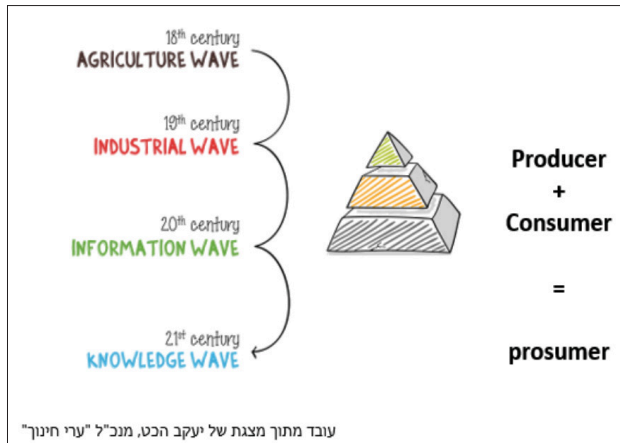 18th century
AGRICULTURE WAVE
19th century
INDUSTRIAL WAVE
20th century
INFORMATION WAVE
21st century
KNOWLEDGE WAVE
Producer
+
Consumer
=
prosumer
עובד מתוך מצגת של יעקב הכט, מנכ"ל "ערי חינוך"